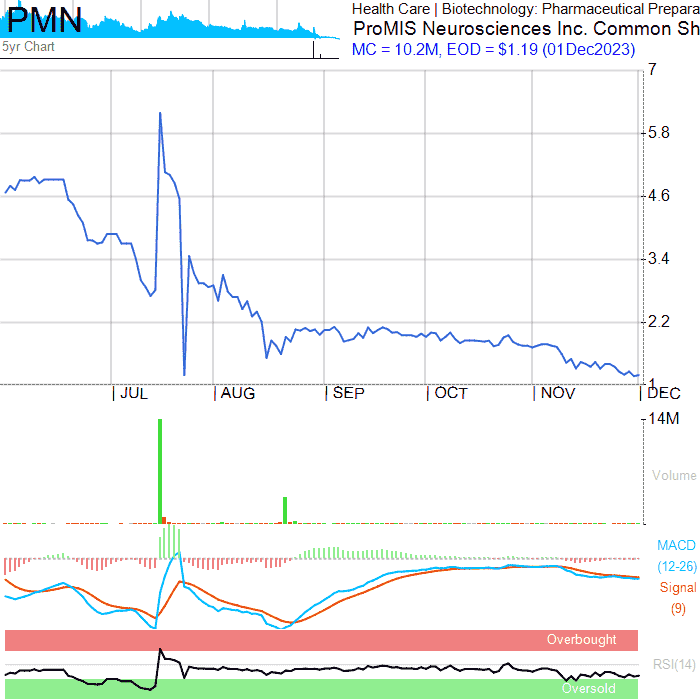 PMN
5yr Chart
Health Care | Biotechnology: Pharmaceutical Prepara
ProMIS Neurosciences Inc. Common Sh
MC = 10.2M, EOD = $1.19 (01Dec2023)
7
5.8
4.6
3.4
2.2
1
JUL AUG SEP OCT NOV DEC
14M
Volume
MACD
(12-26)
Signal
(9)
Overbought
RSI(14)
Oversold